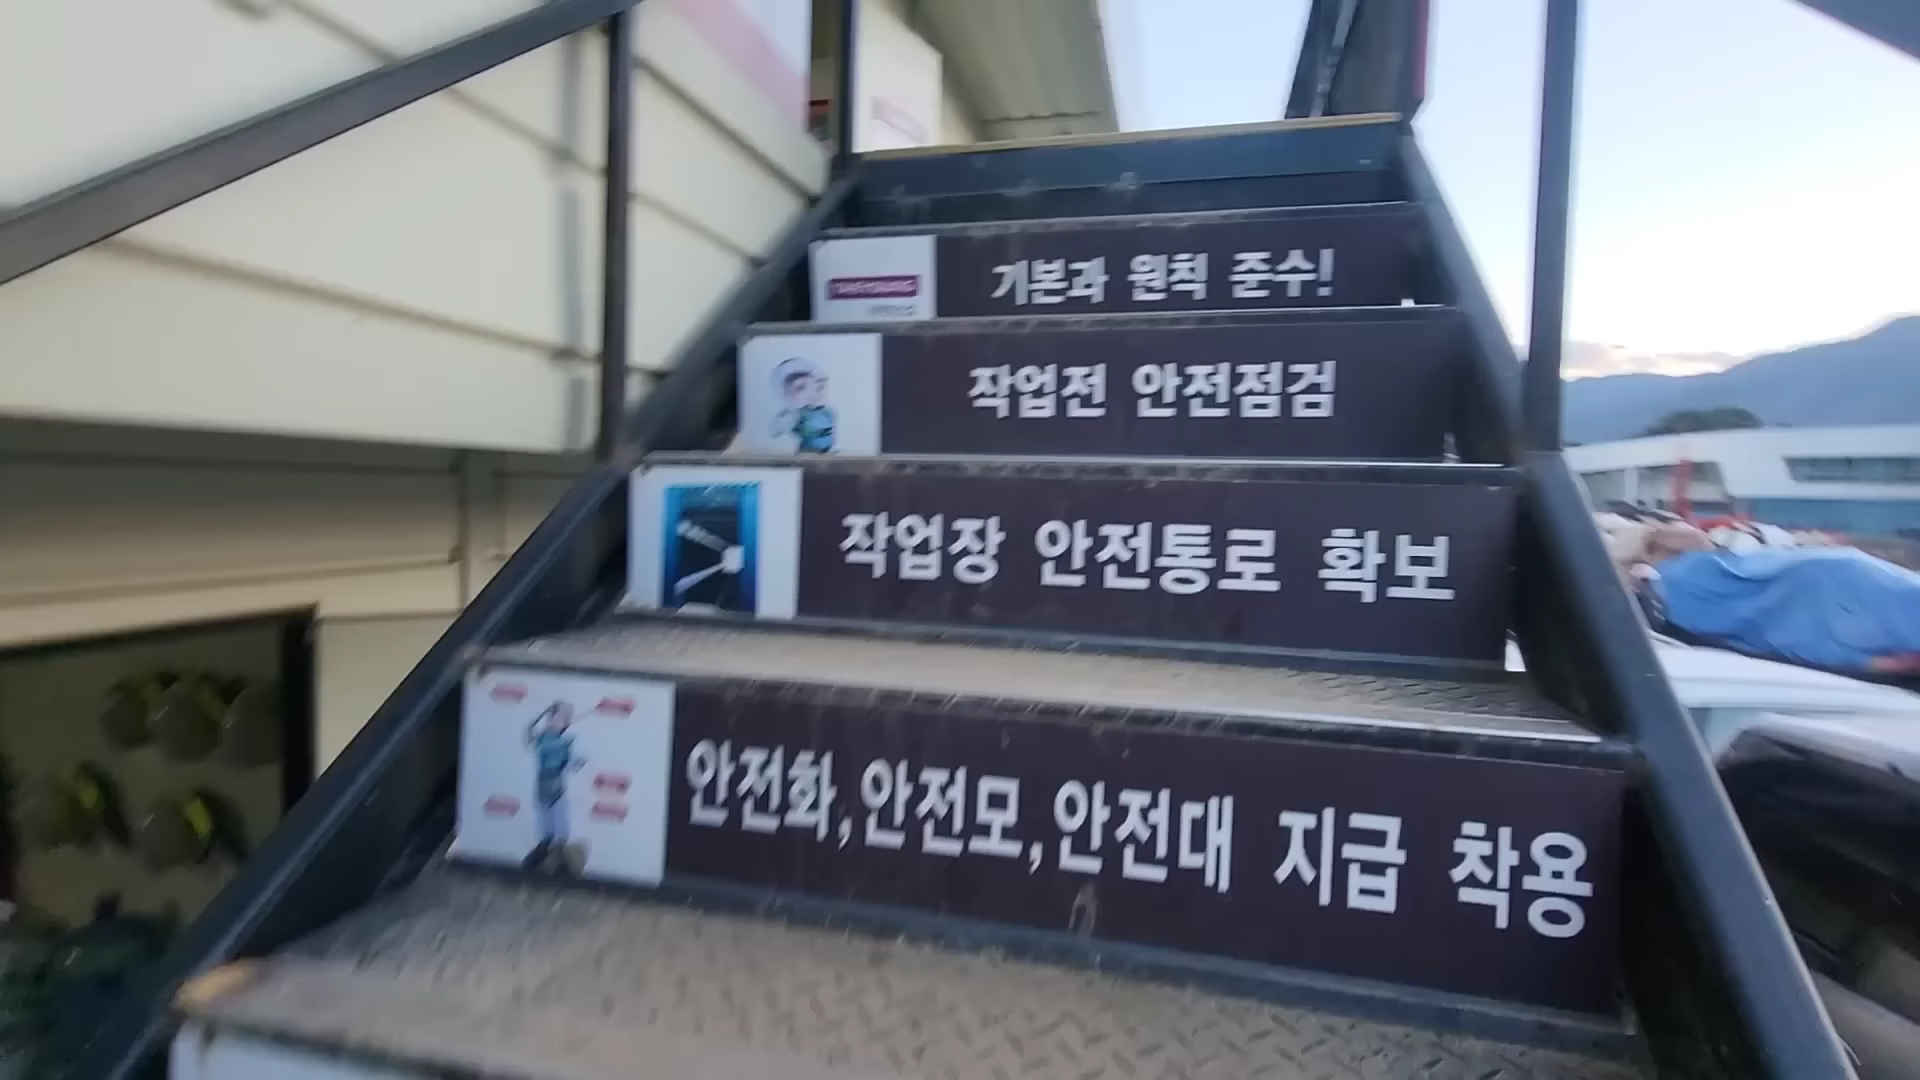 기본과 원칙 준수!
작업전 안전점검
작업장 안전통로 확보
안전화,안전모,안전대 지급 착용